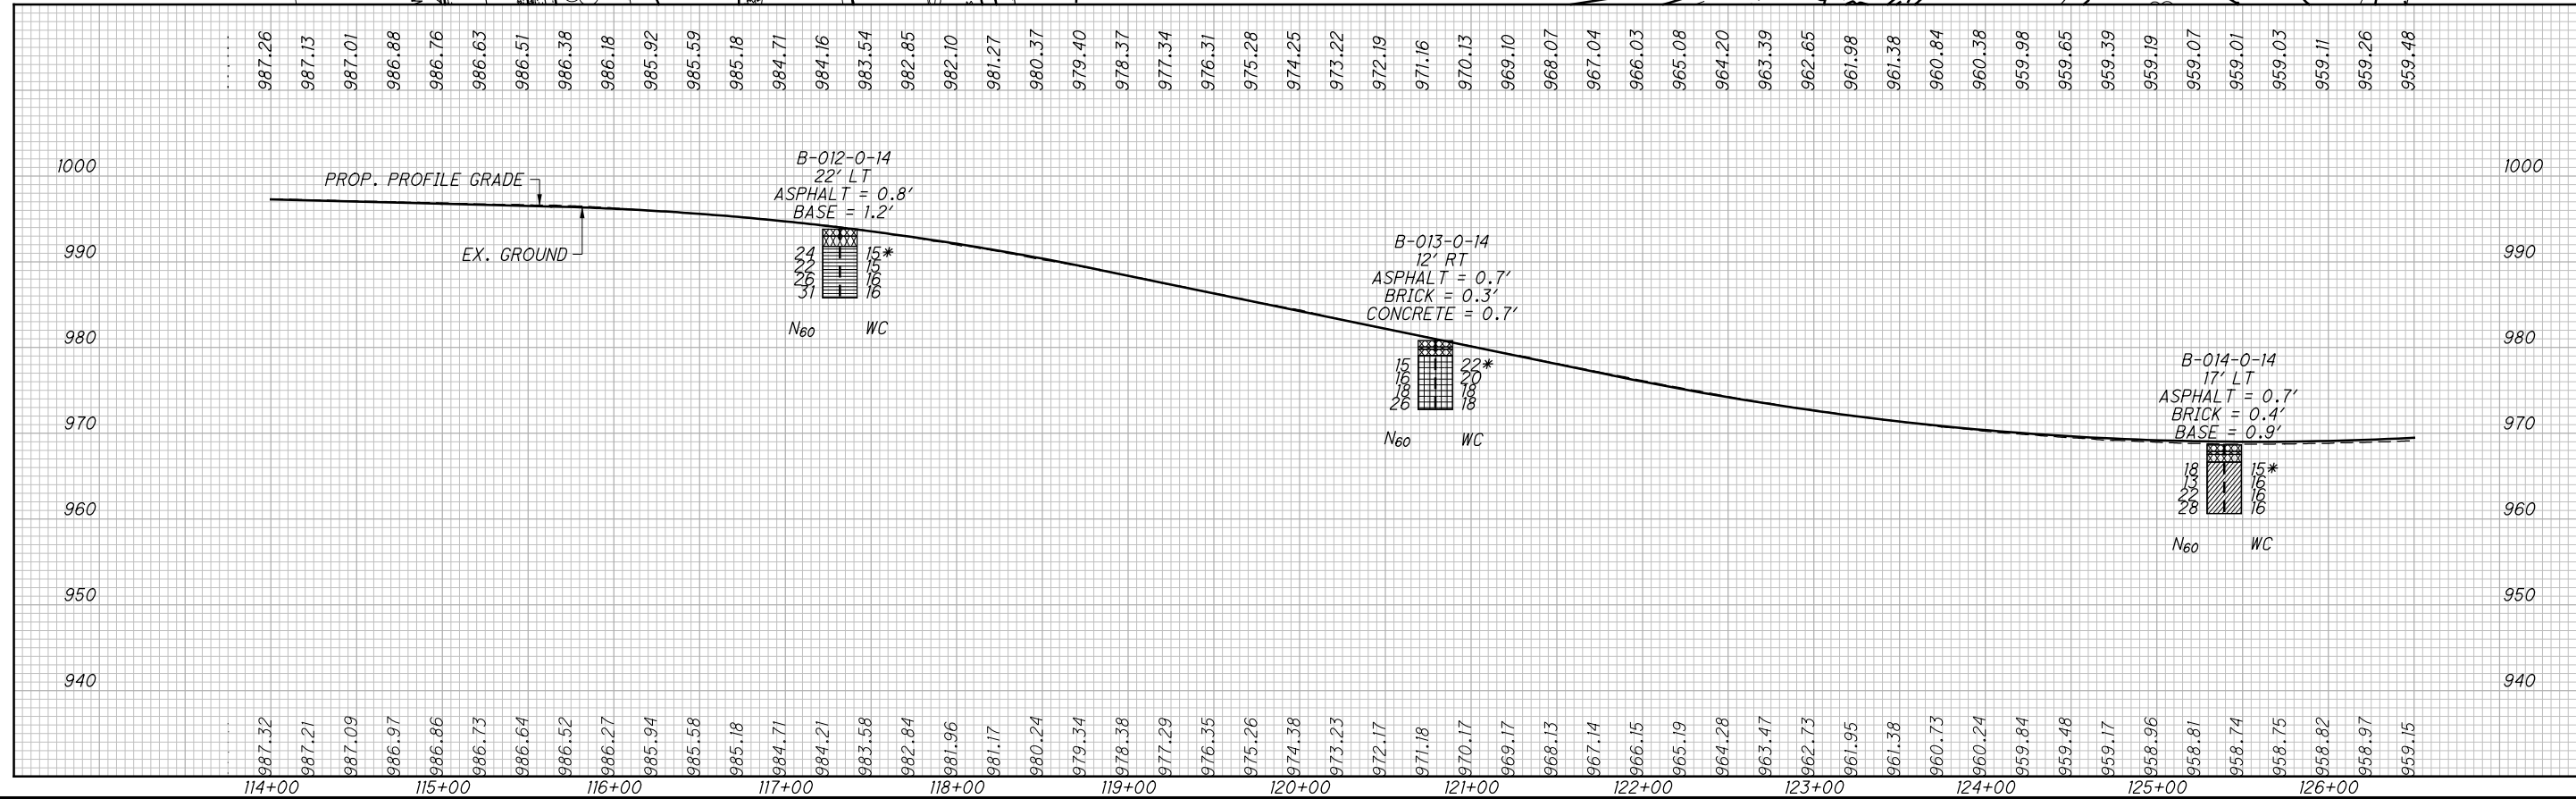 987.26 987.13 987.01 986.88 986.76 986.63 986.51 986.38 986.18 985.92 985.59 985.18 984.71 984.16 983.54 982.85 982.10 981.27 980.37 979.40 978.37 977.34 976.31 975.28 974.25 973.22 972.19 971.16 970.13 969.10 968.07 967.04 966.03 965.08 964.20 963.39 962.65 961.98 961.38 960.84 960.38 959.98 959.65 959.39 959.19 959.07 959.01 959.03 959.11 959.26 959.48
1000 1000
990 990
980 980
970 970
960 960
950 950
940 940
PROP. PROFILE GRADE
EX. GROUND
B-012-0-14
22' LT
ASPHALT = 0.8'
BASE = 1.2'
24 15*
22 15
26 16
31 16
N60 WC
B-013-0-14
12' RT
ASPHALT = 0.7'
BRICK = 0.3'
CONCRETE = 0.7'
15 22*
16 20
18 18
26 18
N60 WC
B-014-0-14
17' LT
ASPHALT = 0.7'
BRICK = 0.4'
BASE = 0.9'
18 15*
13 16
22 16
28 16
N60 WC
987.32 987.21 987.09 986.97 986.86 986.73 986.64 986.52 986.27 985.94 985.58 985.18 984.71 984.21 983.58 982.84 981.96 981.17 980.24 979.34 978.38 977.29 976.35 975.26 974.38 973.23 972.17 971.18 970.17 969.17 968.13 967.14 966.15 965.19 964.28 963.47 962.73 961.95 961.38 960.73 960.24 959.84 959.48 959.17 958.96 958.81 958.74 958.75 958.82 958.97 959.15
114+00 115+00 116+00 117+00 118+00 119+00 120+00 121+00 122+00 123+00 124+00 125+00 126+00